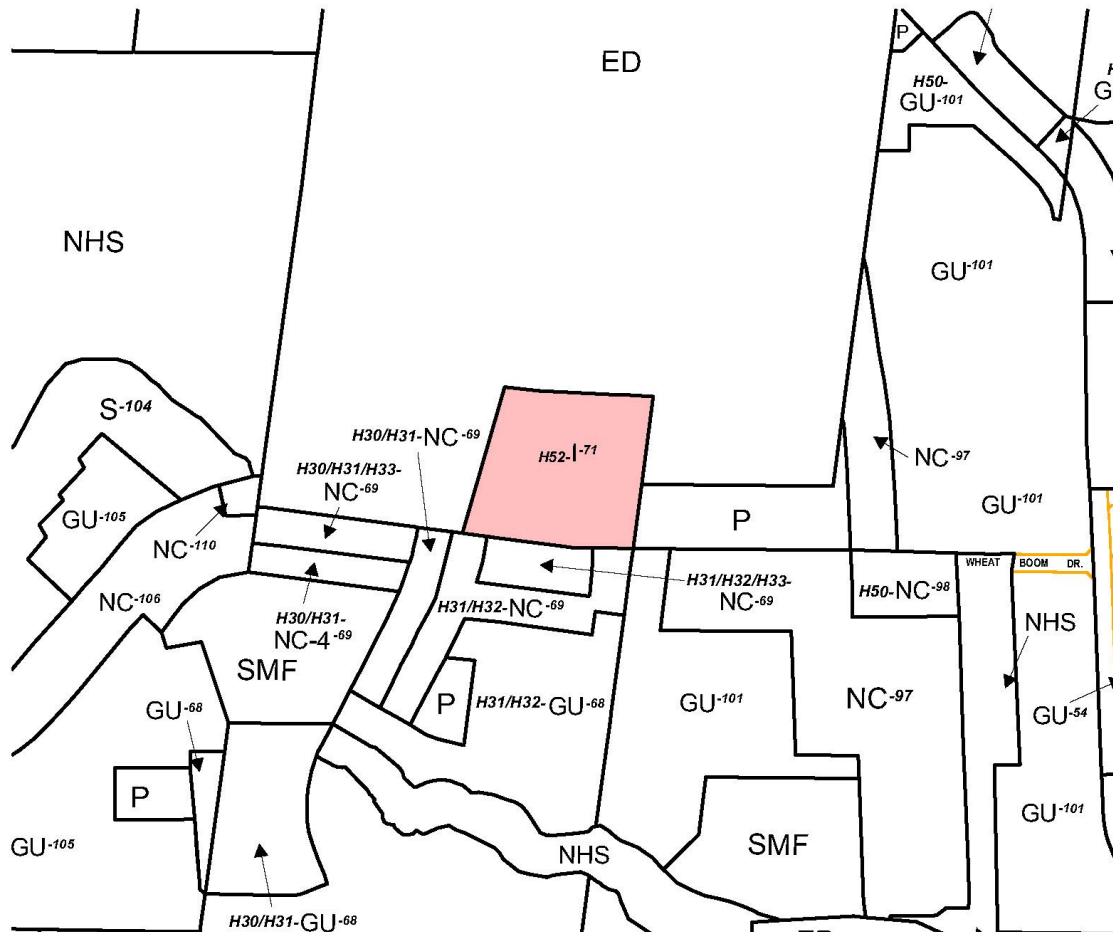 ED
P
H50-
GU-101
NHS
GU-101
S-104
H30/H31-NC-69
H52-I-71
H30/H31/H33-
NC-69
NC-97
GU-105
GU-101
P
NC-110
WHEAT BOOM DR.
H31/H32/H33-
NC-69
H50-NC-98
NC-106
H31/H32-NC-69
H30/H31-
NC-4-69
NHS
SMF
GU-68
P
H31/H32-GU-68
GU-101
NC-97
GU-54
P
GU-101
GU-105
NHS
SMF
H30/H31-GU-68